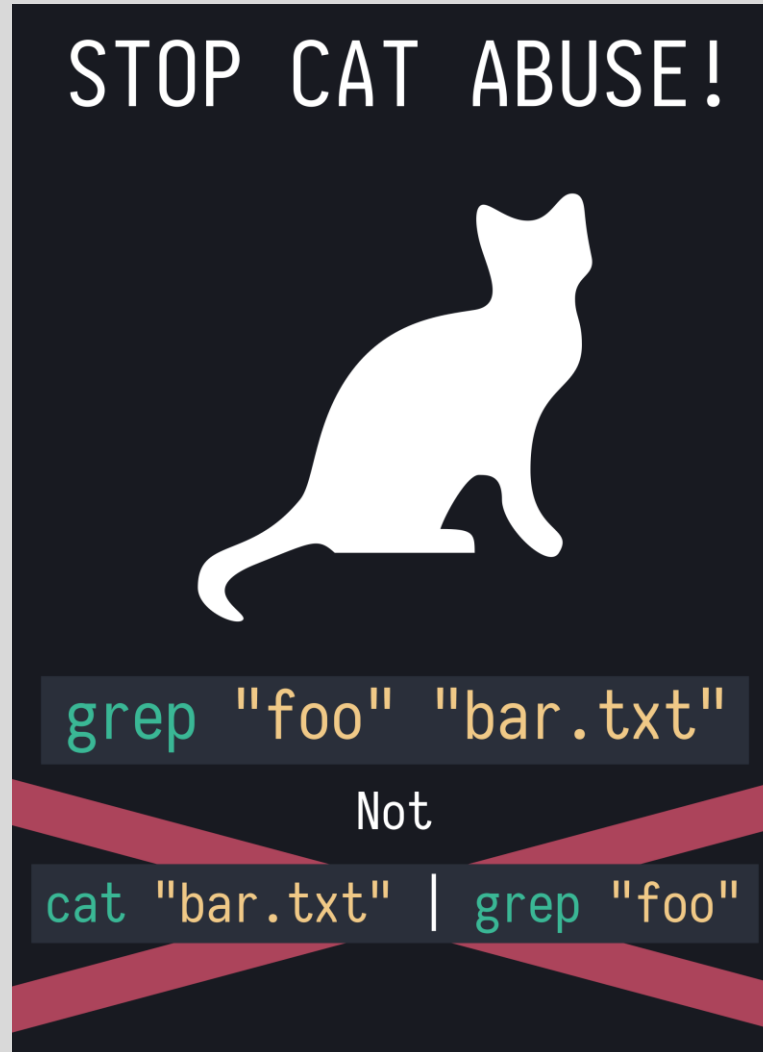 STOP CAT ABUSE!
grep "foo" "bar.txt"
Not
cat "bar.txt" | grep "foo"